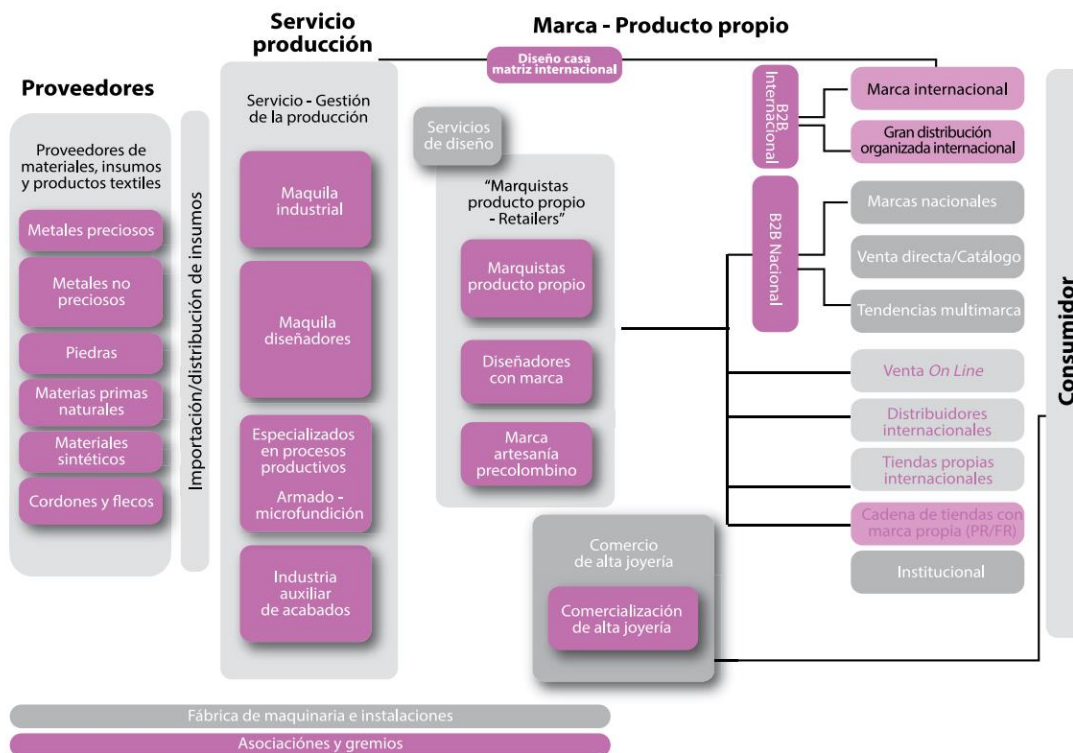 Proveedores
Proveedores de
materiales, insumos
y productos textiles
Metales preciosos
Metales no
preciosos
Piedras
Materias primas
naturales
Materiales
sintéticos
Cordones y flecos
Importación/distribución de insumos
Servicio
producción
Servicio - Gestión
de la producción
Maquila
industrial
Maquila
diseñadores
Especializados
en procesos
productivos
Armado -
microfundición
Industria
auxiliar
de acabados
Marca - Producto propio
Diseño casa
matriz internacional
Servicios
de diseño
"Marquistas
producto propio
- Retailers"
Marquistas
producto propio
Diseñadores
con marca
Marca
artesanía
precolombino
Comercio
de alta joyería
Comercialización
de alta joyería
B2B
Internacional
B2B Nacional
Marca internacional
Gran distribución
organizada internacional
Marcas nacionales
Venta directa/Catálogo
Tendencias multimarca
Venta On Line
Distribuidores
internacionales
Tiendas propias
internacionales
Cadena de tiendas con
marca propia (PR/FR)
Institucional
Consumidor
Fábrica de maquinaria e instalaciones
Asociaciónes y gremios